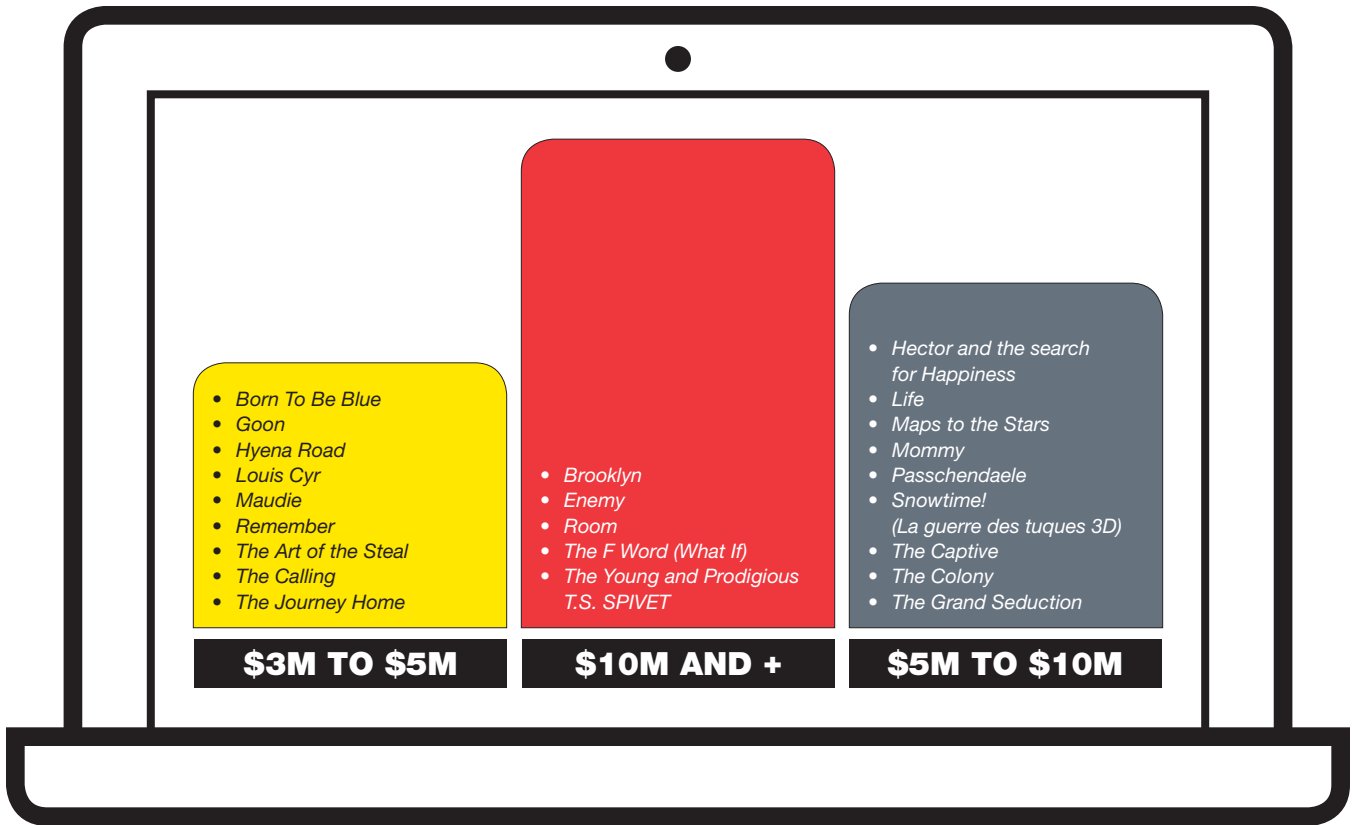 • Born To Be Blue
• Goon
• Hyena Road
• Louis Cyr
• Maudie
• Remember
• The Art of the Steal
• The Calling
• The Journey Home
$3M TO $5M
• Brooklyn
• Enemy
• Room
• The F Word (What If)
• The Young and Prodigious
T.S. SPIVET
$10M AND +
• Hector and the search
for Happiness
• Life
• Maps to the Stars
• Mommy
• Passchendaele
• Snowtime!
(La guerre des tuques 3D)
• The Captive
• The Colony
• The Grand Seduction
$5M TO $10M